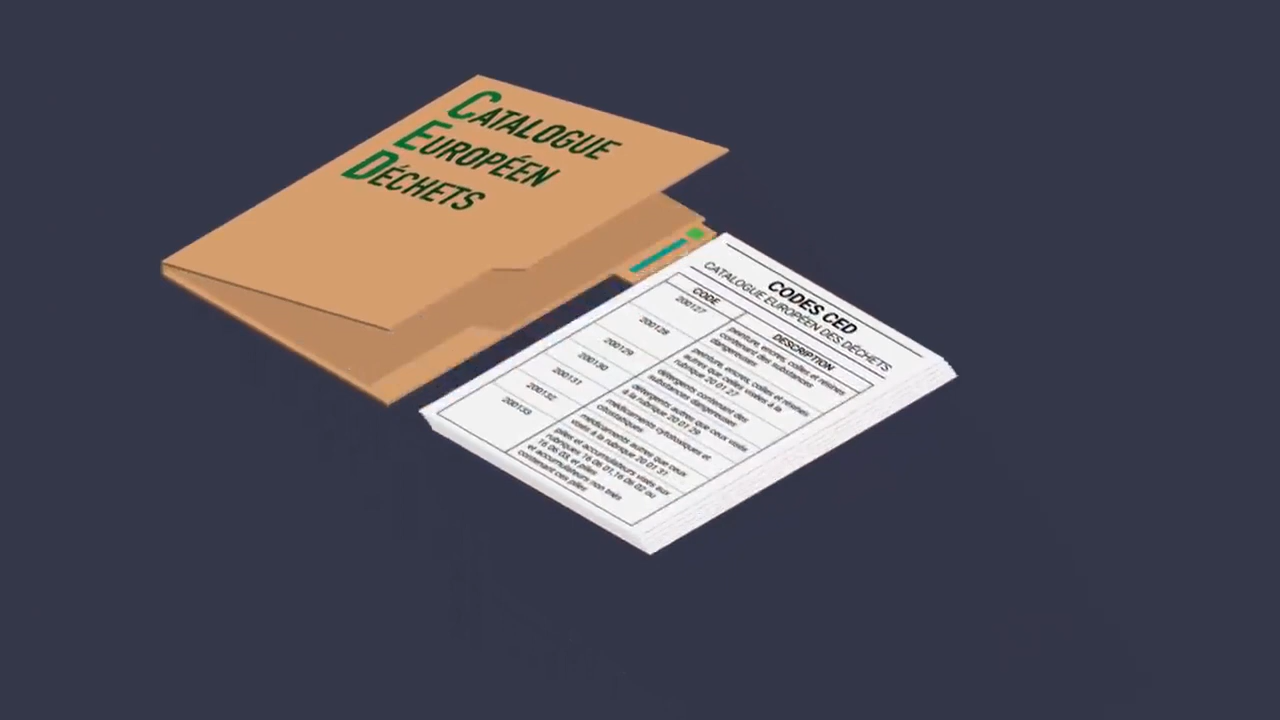 CATALOGUE
EUROPÉEN
DÉCHETS
CODES CED
CATALOGUE EUROPÉEN DES DÉCHETS
CODE
DESCRIPTION
200127
peinture, encres, colles et résines
contenant des substances
dangereuses
200128
peinture, encres, colles et résines
autres que celles visées à la
rubrique 20 01 27
200129
détergents contenant des
substances dangereuses
200130
détergents autres que ceux visés
à la rubrique 20 01 29
200131
médicaments cytotoxiques et
citostatiques
200132
médicaments autres que ceux
visés à la rubrique 20 01 31
200133
piles et accumulateurs visés aux
rubriques 16 06 01,16 06 02 ou
16 06 03, et piles
et accumulateurs non triés
contenant ces piles